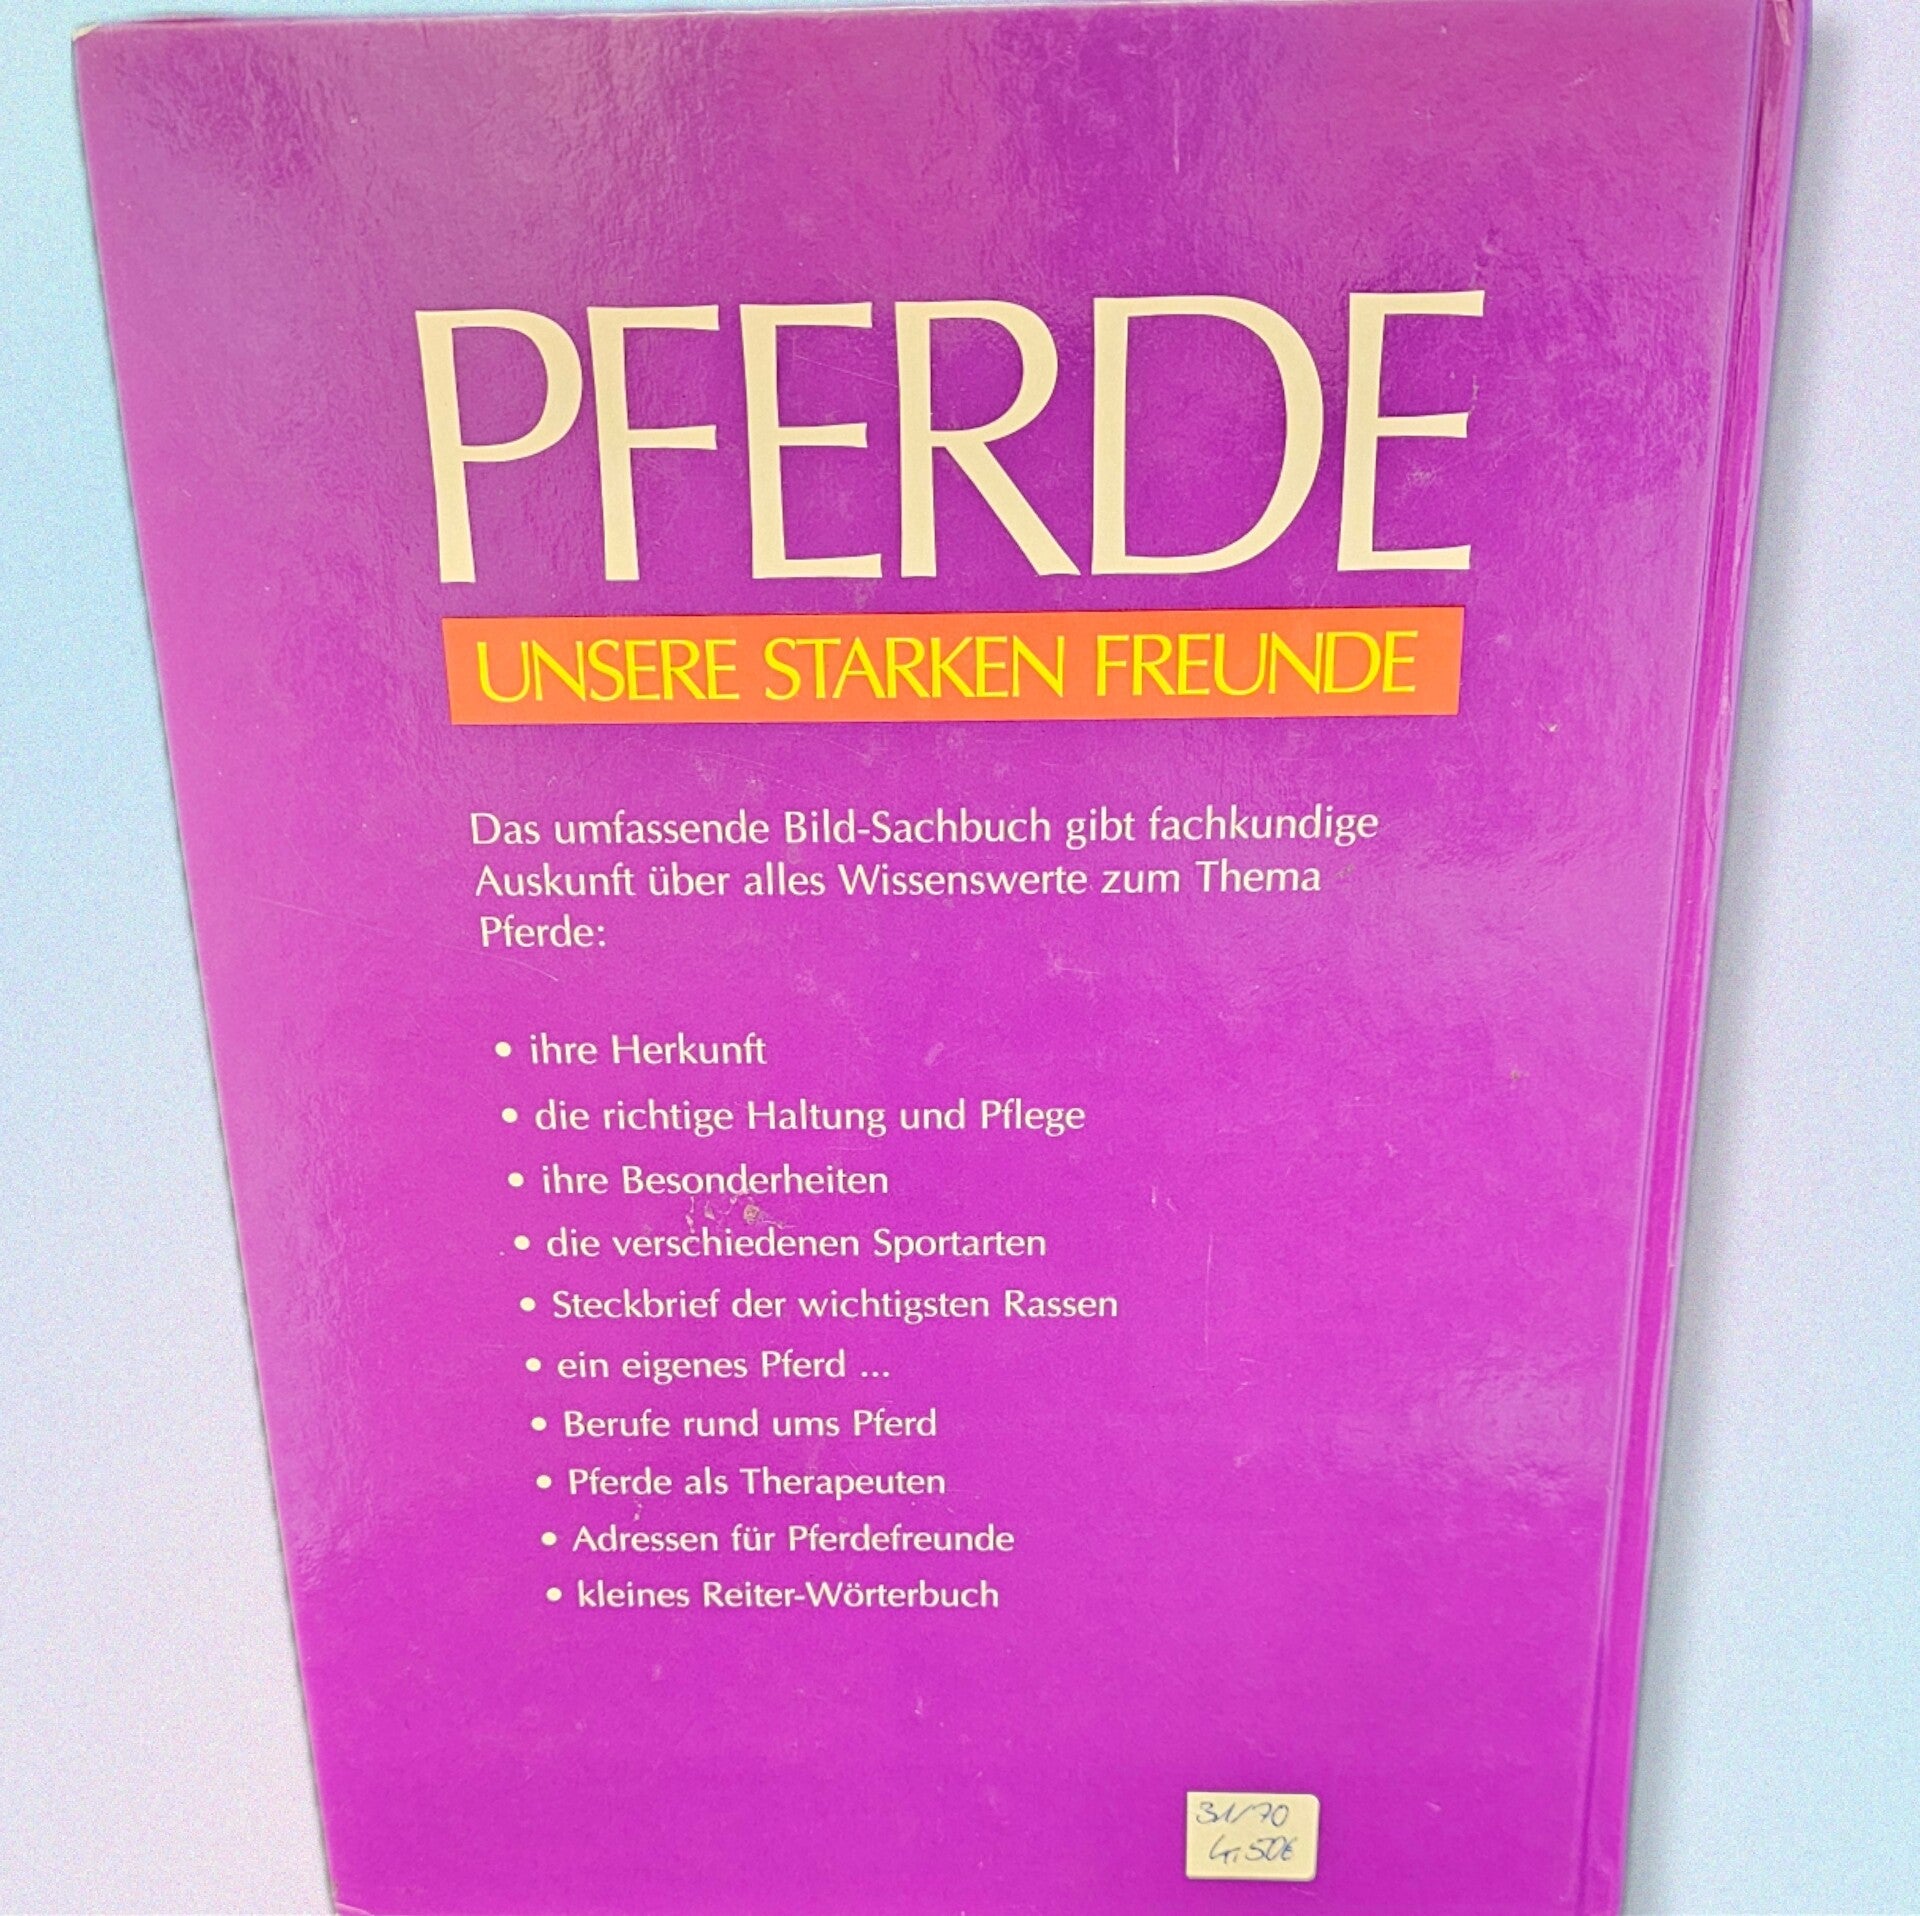 PFERDE
UNSERE STARKEN FREUNDE
Das umfassende Bild-Sachbuch gibt fachkundige
Auskunft über alles Wissenswerte zum Thema
Pferde:
• ihre Herkunft
• die richtige Haltung und Pflege
• ihre Besonderheiten
• die verschiedenen Sportarten
• Steckbrief der wichtigsten Rassen
• ein eigenes Pferd ...
• Berufe rund ums Pferd
• Pferde als Therapeuten
• Adressen für Pferdefreunde
• kleines Reiter-Wörterbuch
31/70
4,50€